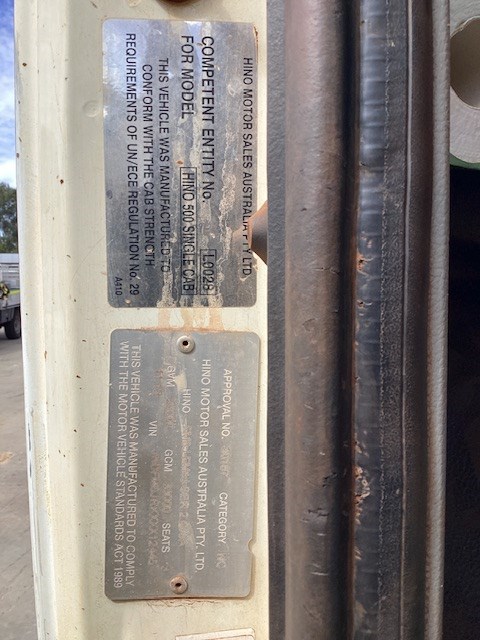 HINO MOTOR SALES AUSTRALIA PTY LTD
COMPETENT ENTITY No. L0028
FOR MODEL HINO 500 SINGLE CAB
THIS VEHICLE WAS MANUFACTURED TO
CONFORM WITH THE CAB STRENGTH
REQUIREMENTS OF UN/ECE REGULATION No. 29
A410
APPROVAL NO. CATEGORY
HINO MOTOR SALES AUSTRALIA PTY. LTD.
HINO
GVM GCM SEATS
VIN
THIS VEHICLE WAS MANUFACTURED TO COMPLY
WITH THE MOTOR VEHICLE STANDARDS ACT 1989